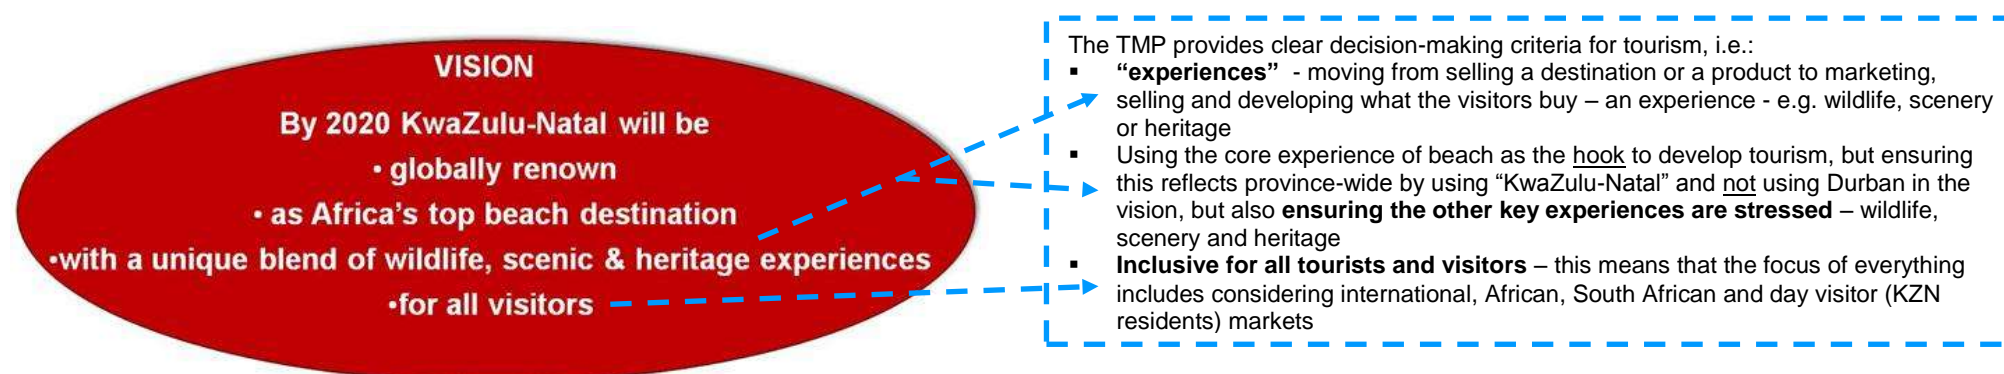 VISION
By 2020 KwaZulu-Natal will be
• globally renown
• as Africa's top beach destination
•with a unique blend of wildlife, scenic & heritage experiences
•for all visitors
The TMP provides clear decision-making criteria for tourism, i.e.:
▪ “experiences” - moving from selling a destination or a product to marketing,
selling and developing what the visitors buy – an experience - e.g. wildlife, scenery
or heritage
▪ Using the core experience of beach as the hook to develop tourism, but ensuring
this reflects province-wide by using “KwaZulu-Natal” and not using Durban in the
vision, but also ensuring the other key experiences are stressed – wildlife,
scenery and heritage
▪ Inclusive for all tourists and visitors – this means that the focus of everything
includes considering international, African, South African and day visitor (KZN
residents) markets